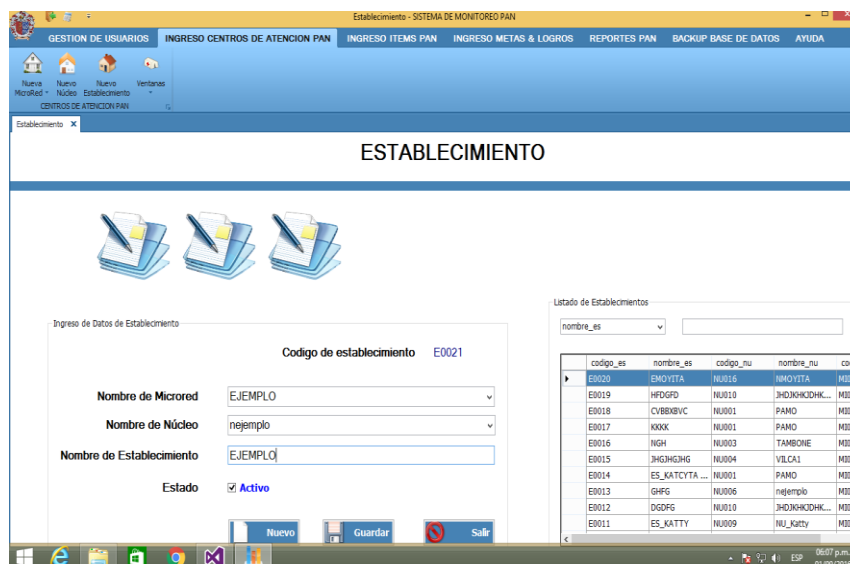 Establecimiento - SISTEMA DE MONITOREO PAN
GESTION DE USUARIOS INGRESO CENTROS DE ATENCION PAN INGRESO ITEMS PAN INGRESO METAS & LOGROS REPORTES PAN BACKUP BASE DE DATOS AYUDA
Nueva MicroRed
Nuevo Núcleo
Nuevo Establecimiento
Ventanas
CENTROS DE ATENCION PAN
Establecimiento X
ESTABLECIMIENTO
Ingreso de Datos de Establecimiento
Codigo de establecimiento E0021
Nombre de Microred EJEMPLO
Nombre de Núcleo nejemplo
Nombre de Establecimiento EJEMPLO
Estado Activo
Nuevo Guardar Salir
Listado de Establecimientos
nombre_es
codigo_es nombre_es codigo_nu nombre_nu
E0020 EMOYITA NU016 NMOYITA
E0019 HFDGFD NU010 JHDJKHKJDHK...
E0018 CVBBXBVC NU001 PAMO
E0017 KKKK NU001 PAMO
E0016 NGH NU003 TAMBONE
E0015 JHGJHGJHG NU004 VILCA1
E0014 ES_KATCYTA ... NU001 PAMO
E0013 GHFG NU006 nejemplo
E0012 DGDFG NU010 JHDJKHKJDHK...
E0011 ES_KATTY NU009 NU_Katty
ESP 06:07 p.m.